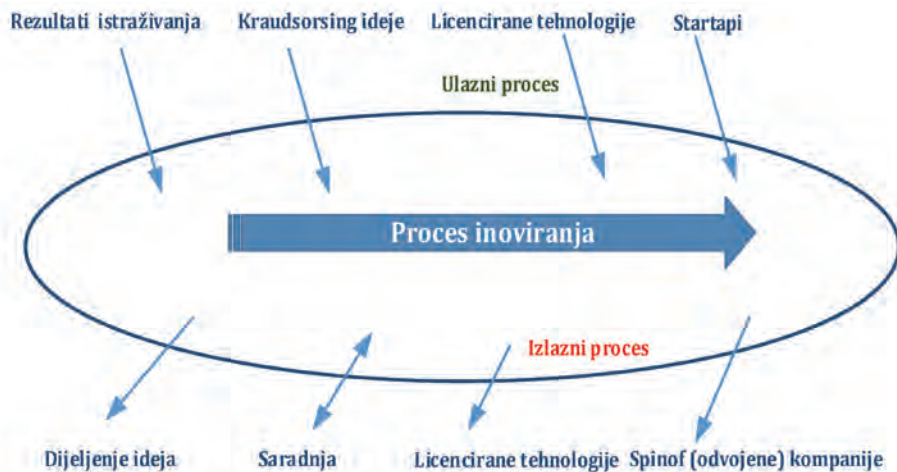 Rezultati istraživanja
Kraudsorsing ideje
Licencirane tehnologije
Startapi
Ulazni proces
Proces inoviranja
Izlazni proces
Dijeljenje ideja
Saradnja
Licencirane tehnologije
Spinof (odvojene) kompanije